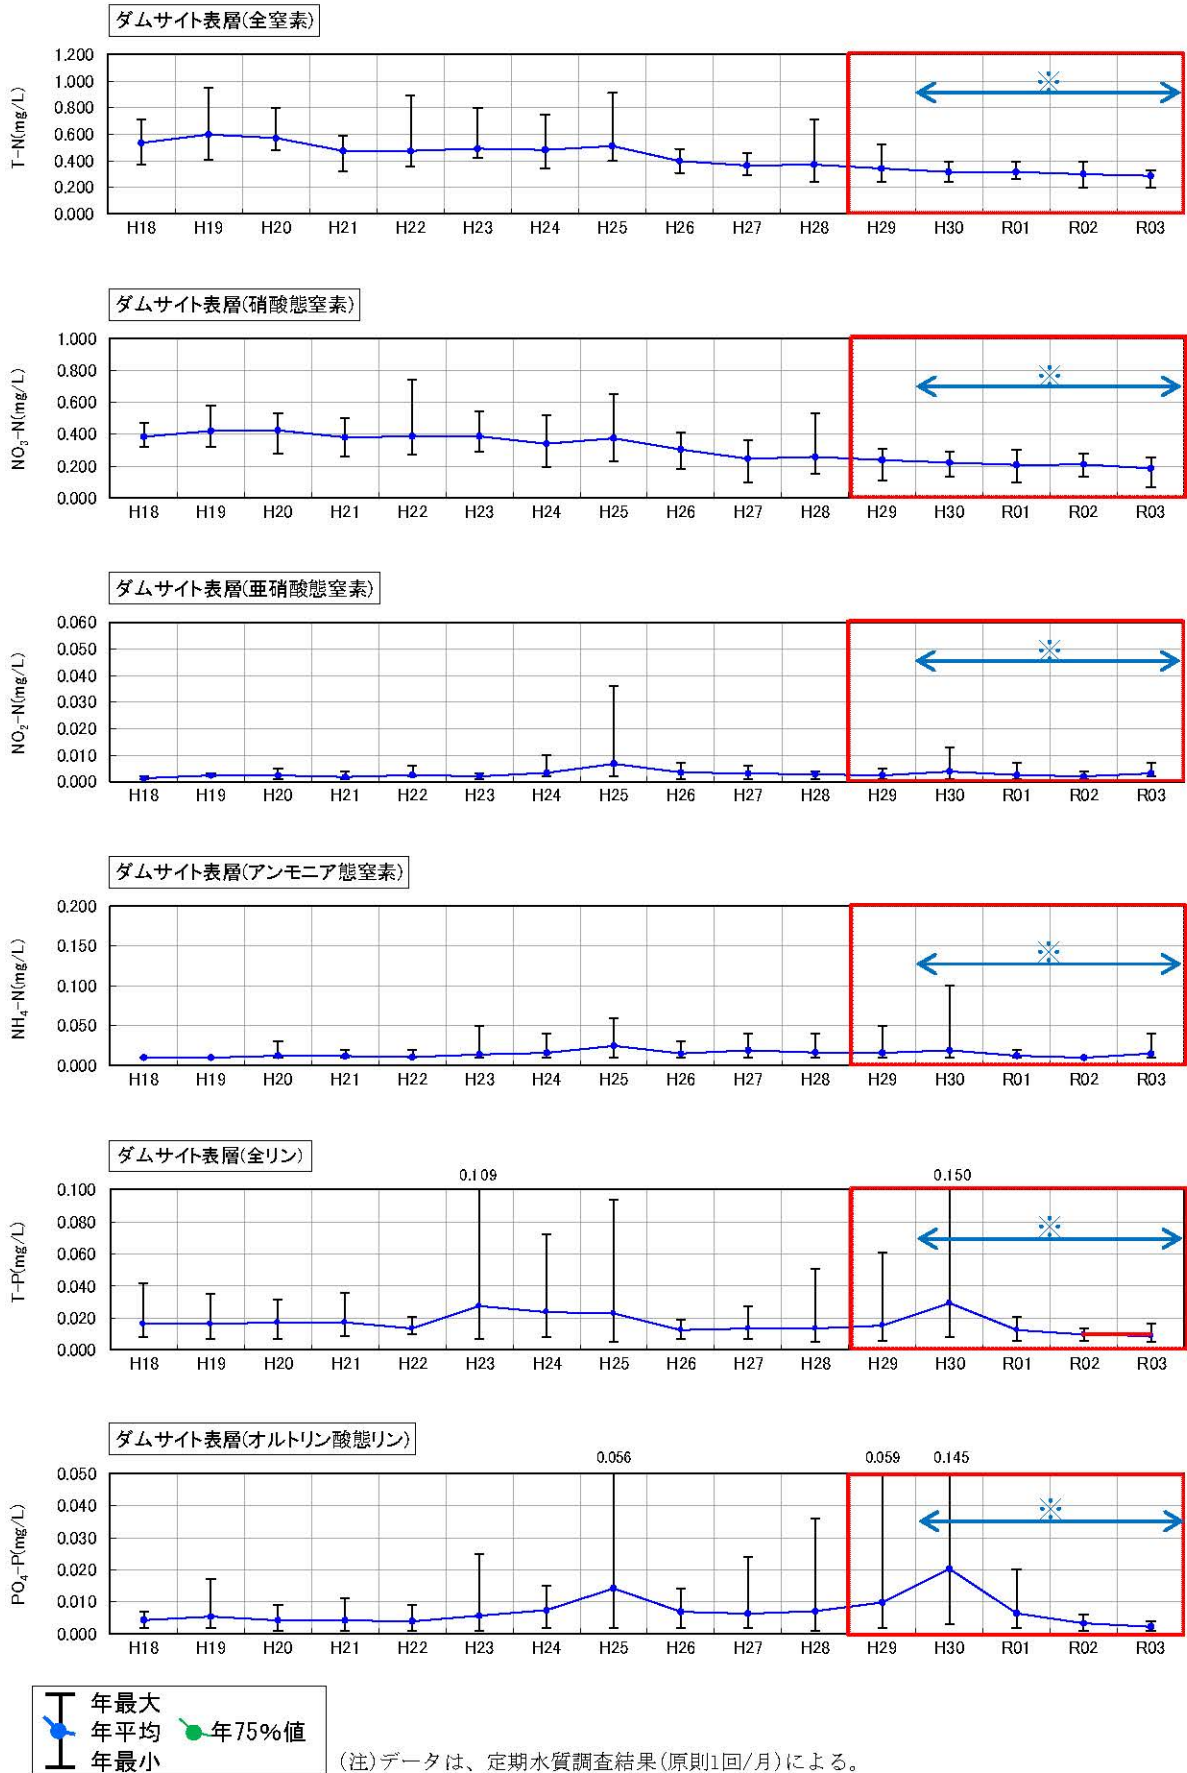 ダムサイト表層(全窒素)
T-N(mg/L)
1.200
1.000
0.800
0.600
0.400
0.200
0.000
※
H18 H19 H20 H21 H22 H23 H24 H25 H26 H27 H28 H29 H30 R01 R02 R03
ダムサイト表層(硝酸態窒素)
NO₃-N(mg/L)
1.000
0.800
0.600
0.400
0.200
0.000
※
H18 H19 H20 H21 H22 H23 H24 H25 H26 H27 H28 H29 H30 R01 R02 R03
ダムサイト表層(亜硝酸態窒素)
NO₂-N(mg/L)
0.060
0.050
0.040
0.030
0.020
0.010
0.000
※
H18 H19 H20 H21 H22 H23 H24 H25 H26 H27 H28 H29 H30 R01 R02 R03
ダムサイト表層(アンモニア態窒素)
NH₄-N(mg/L)
0.200
0.150
0.100
0.050
0.000
※
H18 H19 H20 H21 H22 H23 H24 H25 H26 H27 H28 H29 H30 R01 R02 R03
ダムサイト表層(全リン)
0.109 0.150
T-P(mg/L)
0.100
0.080
0.060
0.040
0.020
0.000
※
H18 H19 H20 H21 H22 H23 H24 H25 H26 H27 H28 H29 H30 R01 R02 R03
ダムサイト表層(オルトリン酸態リン)
0.056 0.059 0.145
PO₄-P(mg/L)
0.050
0.040
0.030
0.020
0.010
0.000
※
H18 H19 H20 H21 H22 H23 H24 H25 H26 H27 H28 H29 H30 R01 R02 R03
年最大
年平均 年75%値
年最小
(注)データは、定期水質調査結果(原則1回/月)による。